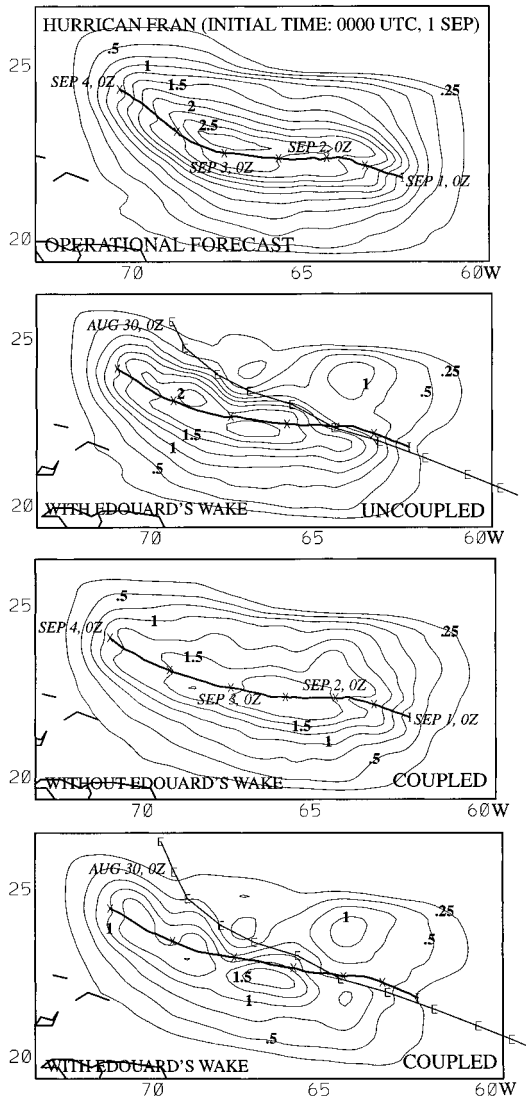 HURRICAN FRAN (INITIAL TIME: 0000 UTC, 1 SEP)
25
.5
1
.25
SEP 4, 0Z
1.5
2
2.5
SEP 2, 0Z
SEP 3, 0Z
SEP 1, 0Z
20
OPERATIONAL FORECAST
70
65
60W
AUG 30, 0Z
E
25
E
.25
X
E
1
.5
E
X
2
E
X
X
E
X
1.5
E
E
1
E
.5
E
20
WITH EDOUARD'S WAKE
UNCOUPLED
70
65
60W
25
.5
1
.25
SEP 4, 0Z
1.5
SEP 2, 0Z
SEP 3, 0Z
SEP 1, 0Z
1.5
1
.5
20
WITHOUT EDOUARD'S WAKE
COUPLED
70
65
60W
E
AUG 30, 0Z
E
25
E
.25
X
1
1
E
.5
X
E
X
E
1.5
X
E
X
X
E
1
E
E
.5
E
20
WITH EDOUARD'S WAKE
COUPLED
70
65
60W